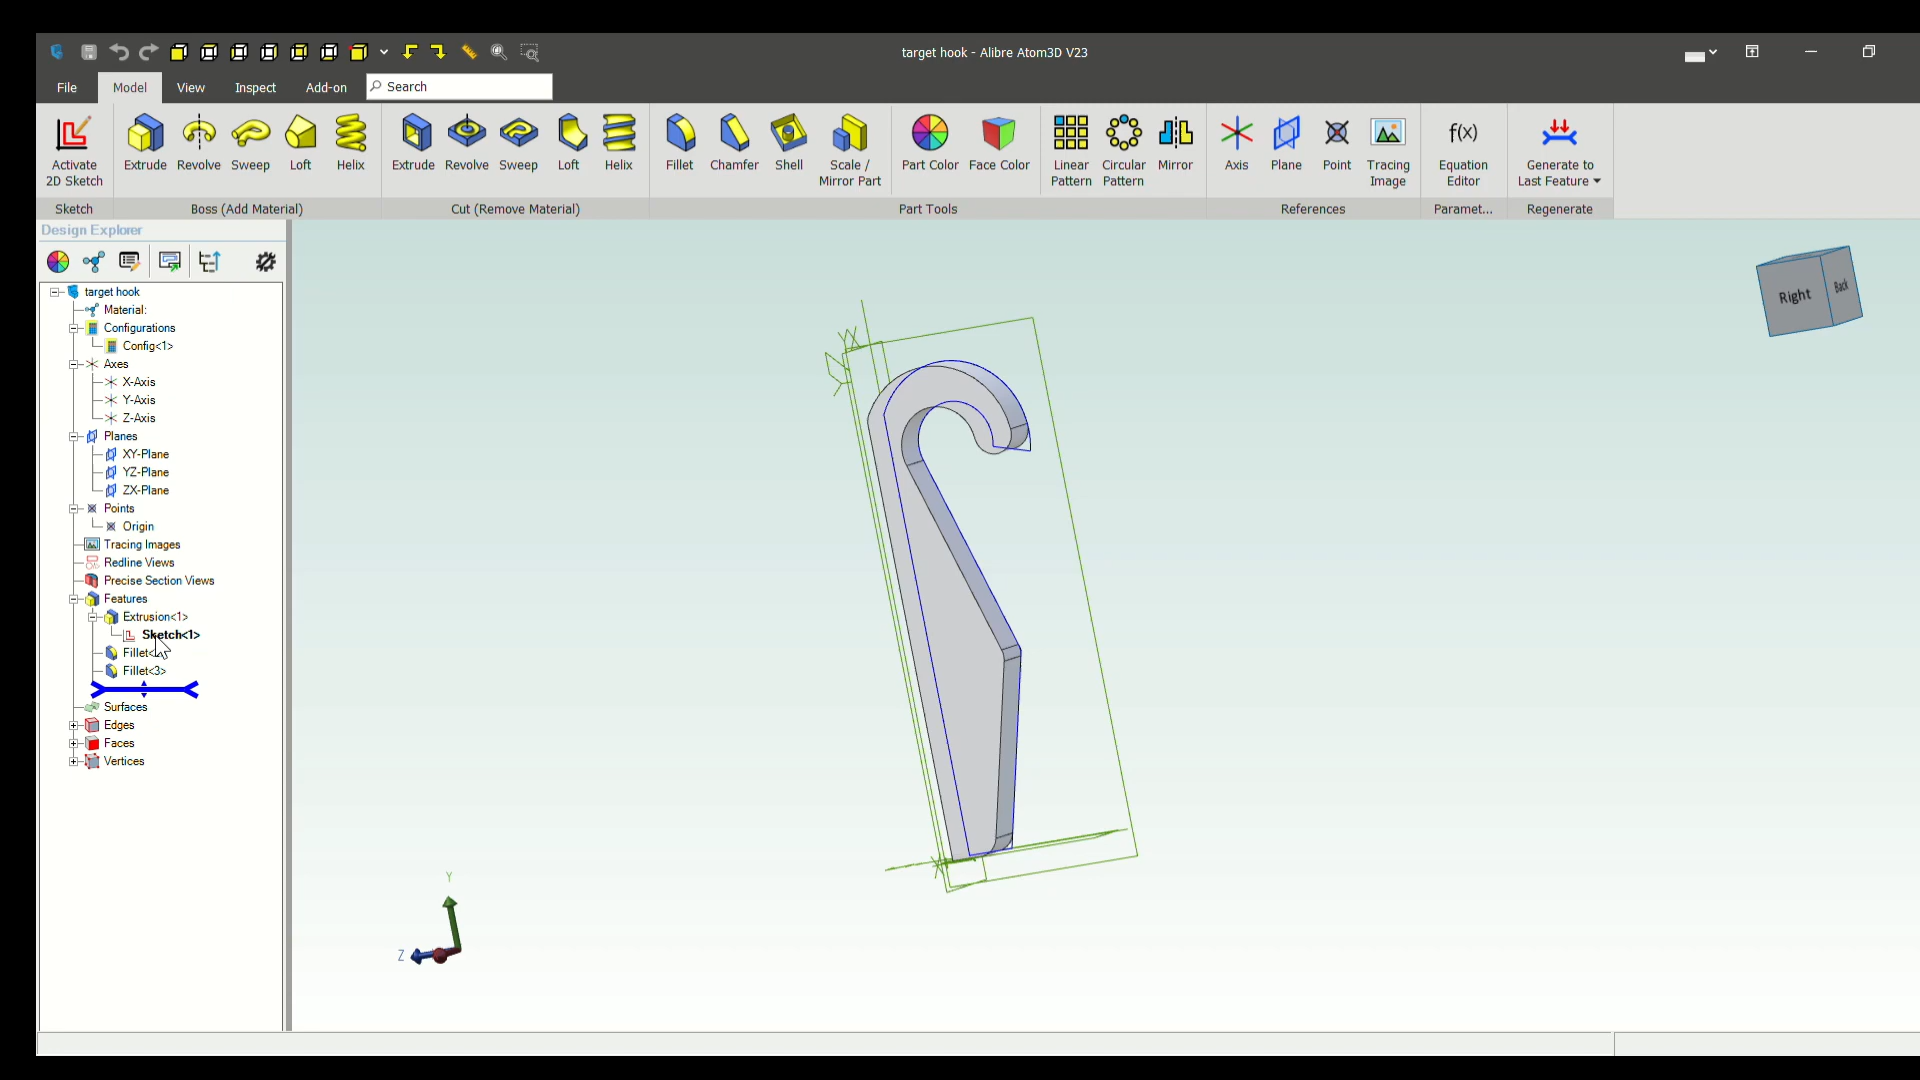 target hook - Alibre Atom3D V23
File Model View Inspect Add-on Search
Activate 2D Sketch
Extrude Revolve Sweep Loft Helix
Extrude Revolve Sweep Loft Helix
Fillet Chamfer Shell Scale / Mirror Part
Part Color Face Color
Linear Pattern Circular Pattern Mirror
Axis Plane Point Tracing Image
f(x)
Equation Editor
Generate to Last Feature
Sketch Boss (Add Material) Cut (Remove Material) Part Tools References Paramet... Regenerate
Design Explorer
target hook
Material:
Configurations
Config<1>
Axes
X-Axis
Y-Axis
Z-Axis
Planes
XY-Plane
YZ-Plane
ZX-Plane
Points
Origin
Tracing Images
Redline Views
Precise Section Views
Features
Extrusion<1>
Sketch<1>
Fillet<
Fillet<3>
Surfaces
Edges
Faces
Vertices
Right Back
Y
Z